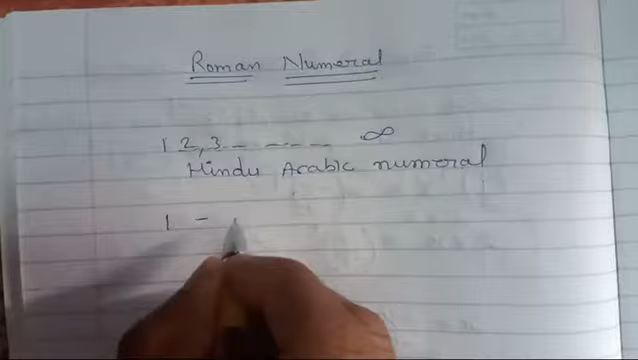 Roman Numeral
1 2, 3 - - - - - ∞
Hindu Arabic numeral
1 -